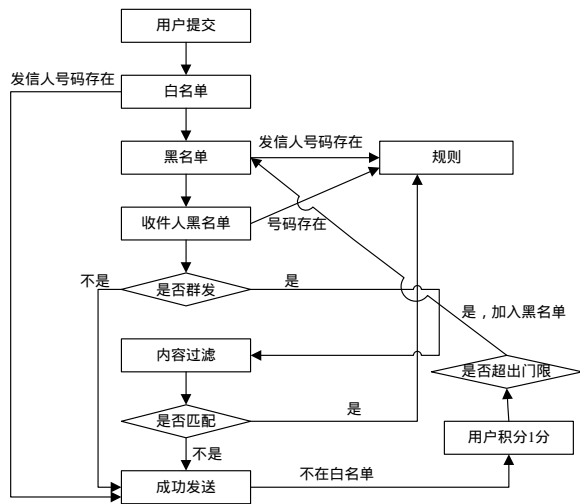 用户提交
发信人号码存在
白名单
黑名单
发信人号码存在
规则
收件人黑名单
号码存在
不是
是否群发
是
是，加入黑名单
内容过滤
是否超出门限
是否匹配
是
用户积分1分
不是
成功发送
不在白名单